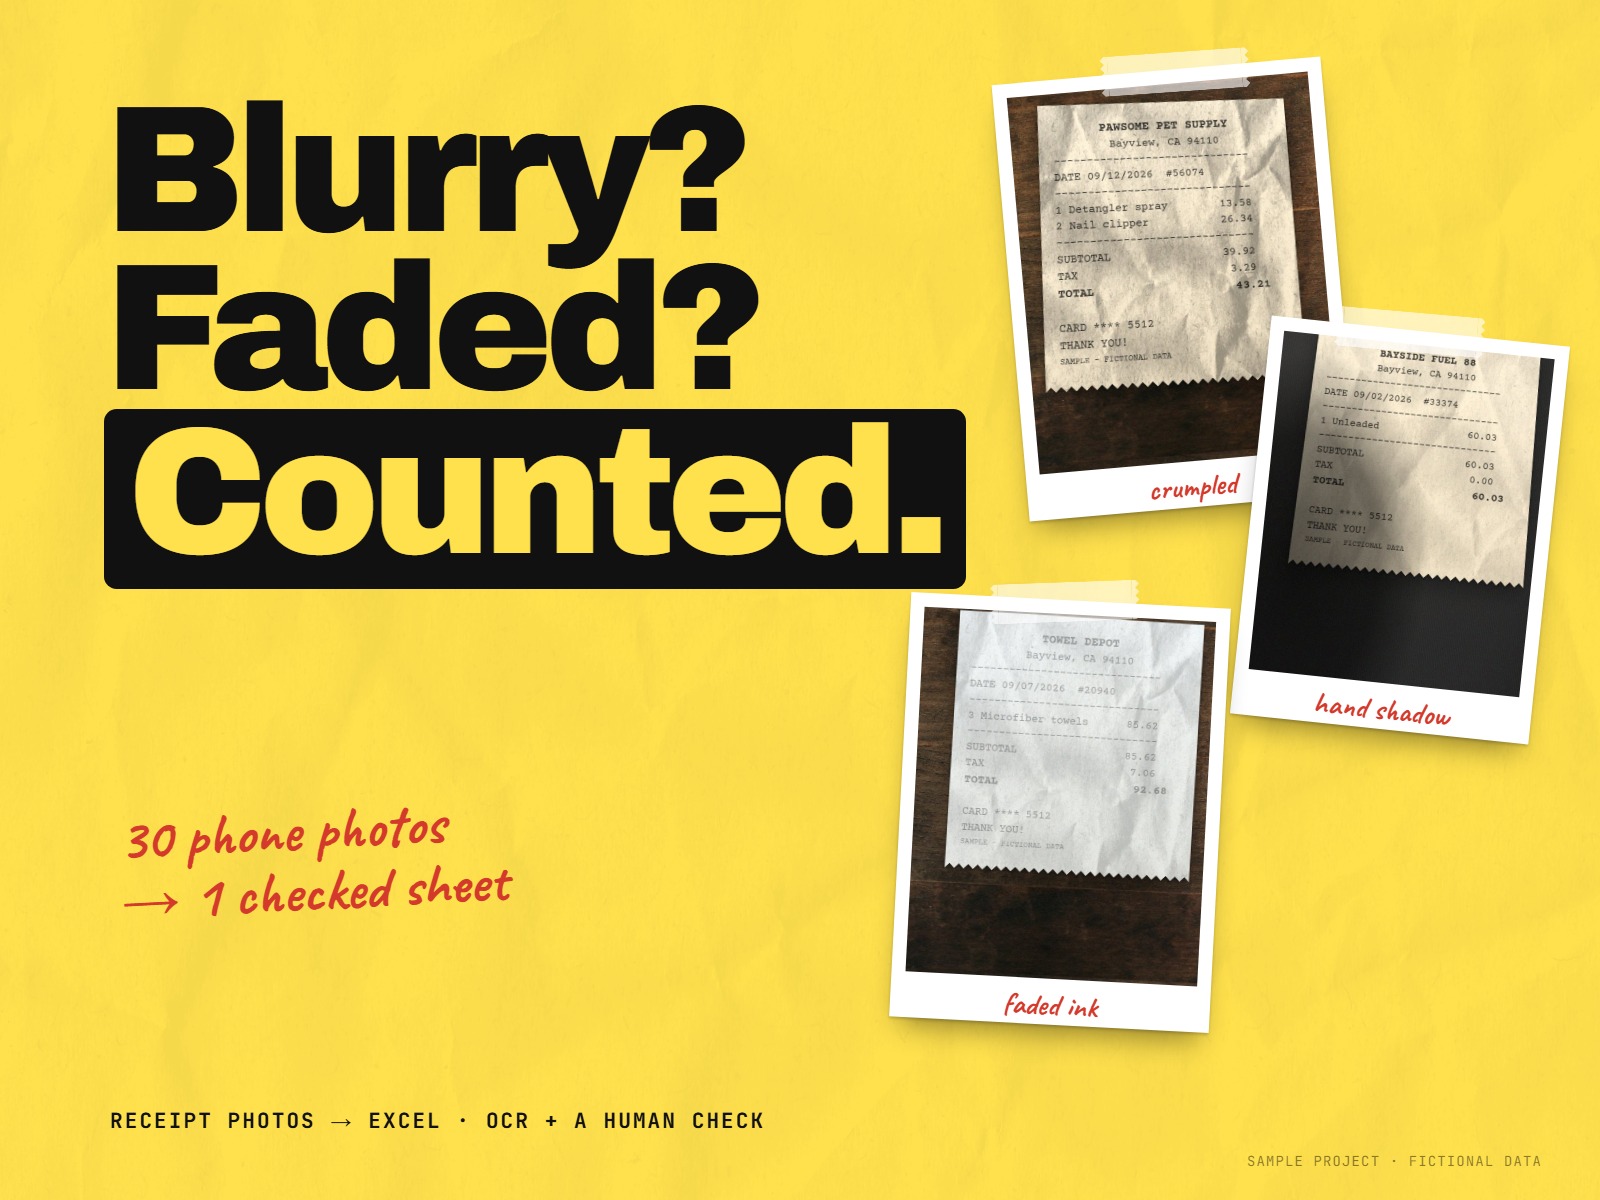 Blurry?
Faded?
Counted.
30 phone photos
→ 1 checked sheet
RECEIPT PHOTOS → EXCEL · OCR + A HUMAN CHECK
PAWSOME PET SUPPLY
Bayview, CA 94110
DATE 09/12/2026 #56074
1 Detangler spray 13.58
2 Nail clipper 26.34
SUBTOTAL 39.92
TAX 3.29
TOTAL 43.21
CARD **** 5512
THANK YOU!
SAMPLE - FICTIONAL DATA
crumpled
BAYSIDE FUEL 88
Bayview, CA 94110
DATE 09/02/2026 #33374
1 Unleaded 60.03
SUBTOTAL 60.03
TAX 0.00
TOTAL 60.03
CARD **** 5512
THANK YOU!
SAMPLE - FICTIONAL DATA
hand shadow
TOWEL DEPOT
Bayview, CA 94110
DATE 09/07/2026 #20940
3 Microfiber towels 85.62
SUBTOTAL 85.62
TAX 7.06
TOTAL 92.68
CARD **** 5512
THANK YOU!
SAMPLE - FICTIONAL DATA
faded ink
SAMPLE PROJECT · FICTIONAL DATA